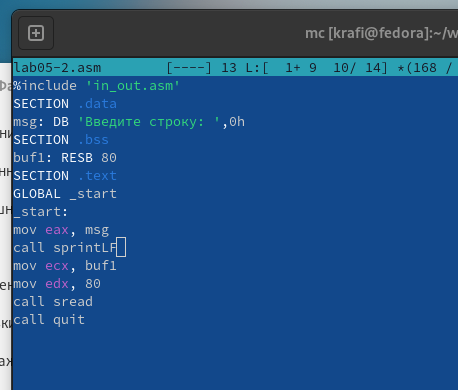 mc [krafi@fedora]:~/w
lab05-2.asm [----] 13 L:[ 1+ 9 10/ 14] *(168 /
%include 'in_out.asm'
SECTION .data
msg: DB 'Введите строку: ',0h
SECTION .bss
buf1: RESB 80
SECTION .text
GLOBAL _start
_start:
mov eax, msg
call sprintLF
mov ecx, buf1
mov edx, 80
call sread
call quit